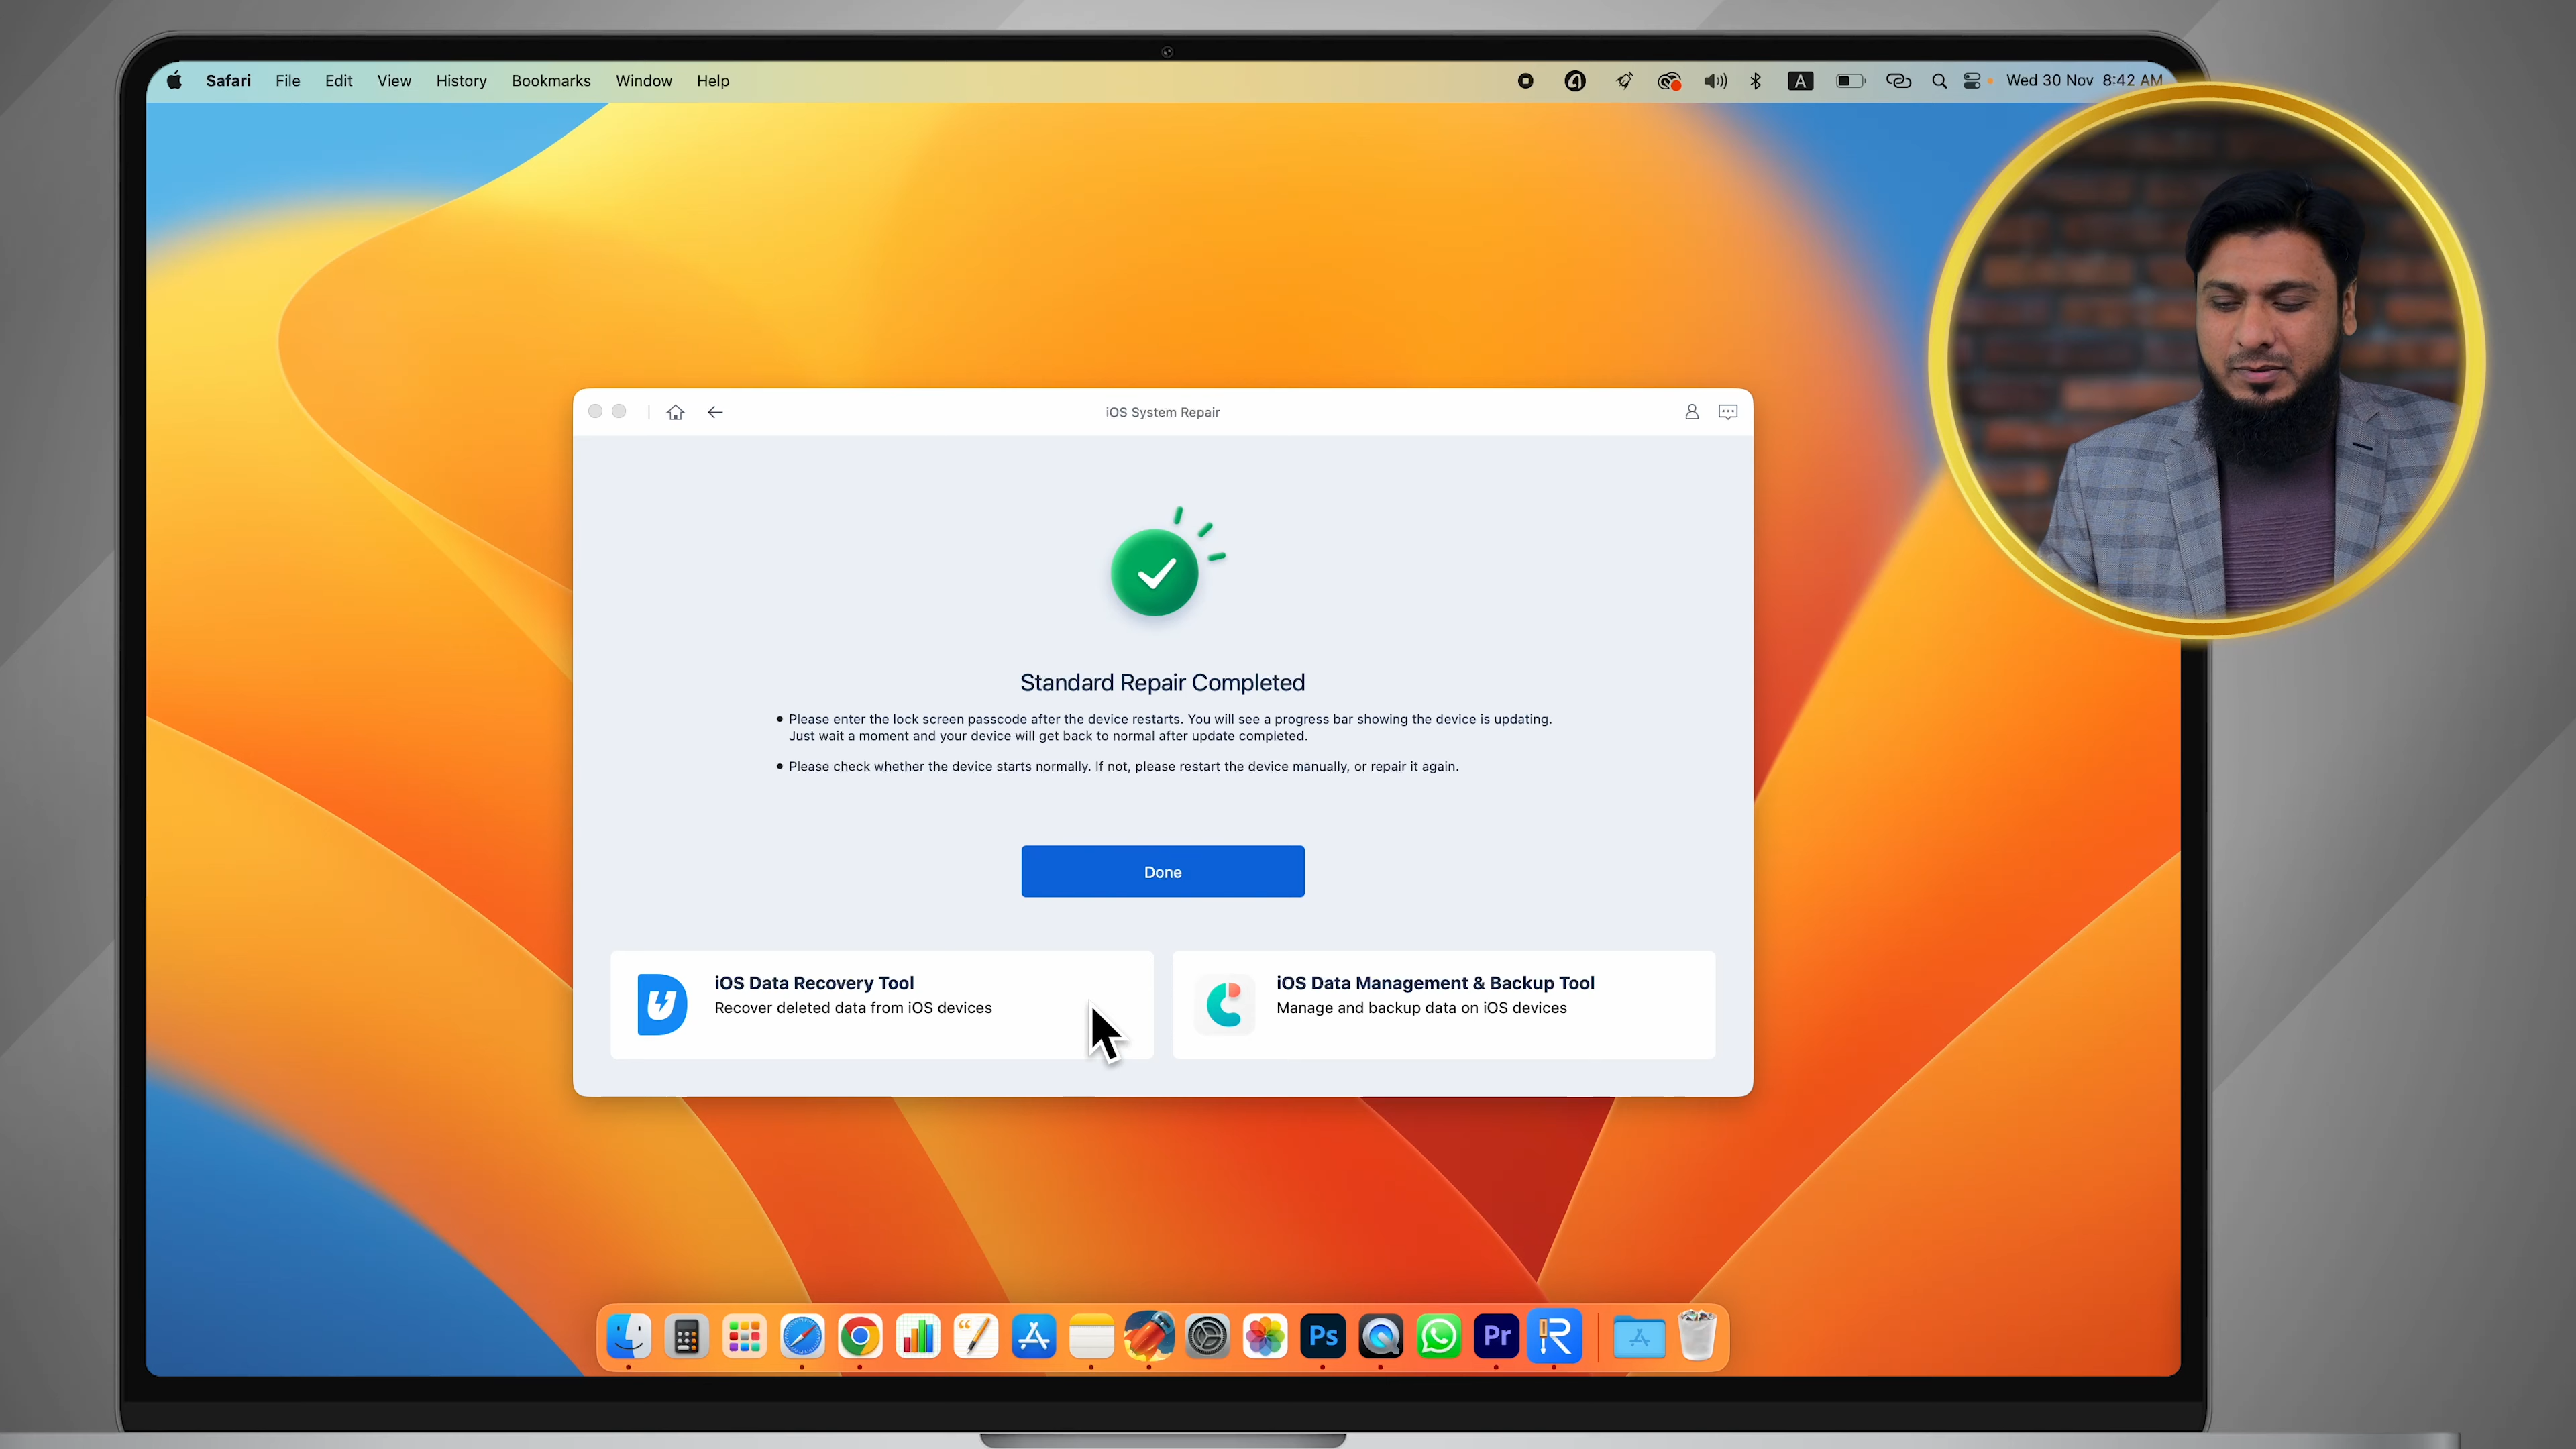 Safari File Edit View History Bookmarks Window Help A Wed 30 Nov 8:42 AM
iOS System Repair
Standard Repair Completed
• Please enter the lock screen passcode after the device restarts. You will see a progress bar showing the device is updating.
Just wait a moment and your device will get back to normal after update completed.
• Please check whether the device starts normally. If not, please restart the device manually, or repair it again.
Done
iOS Data Recovery Tool
Recover deleted data from iOS devices
iOS Data Management & Backup Tool
Manage and backup data on iOS devices
Ps Pr R